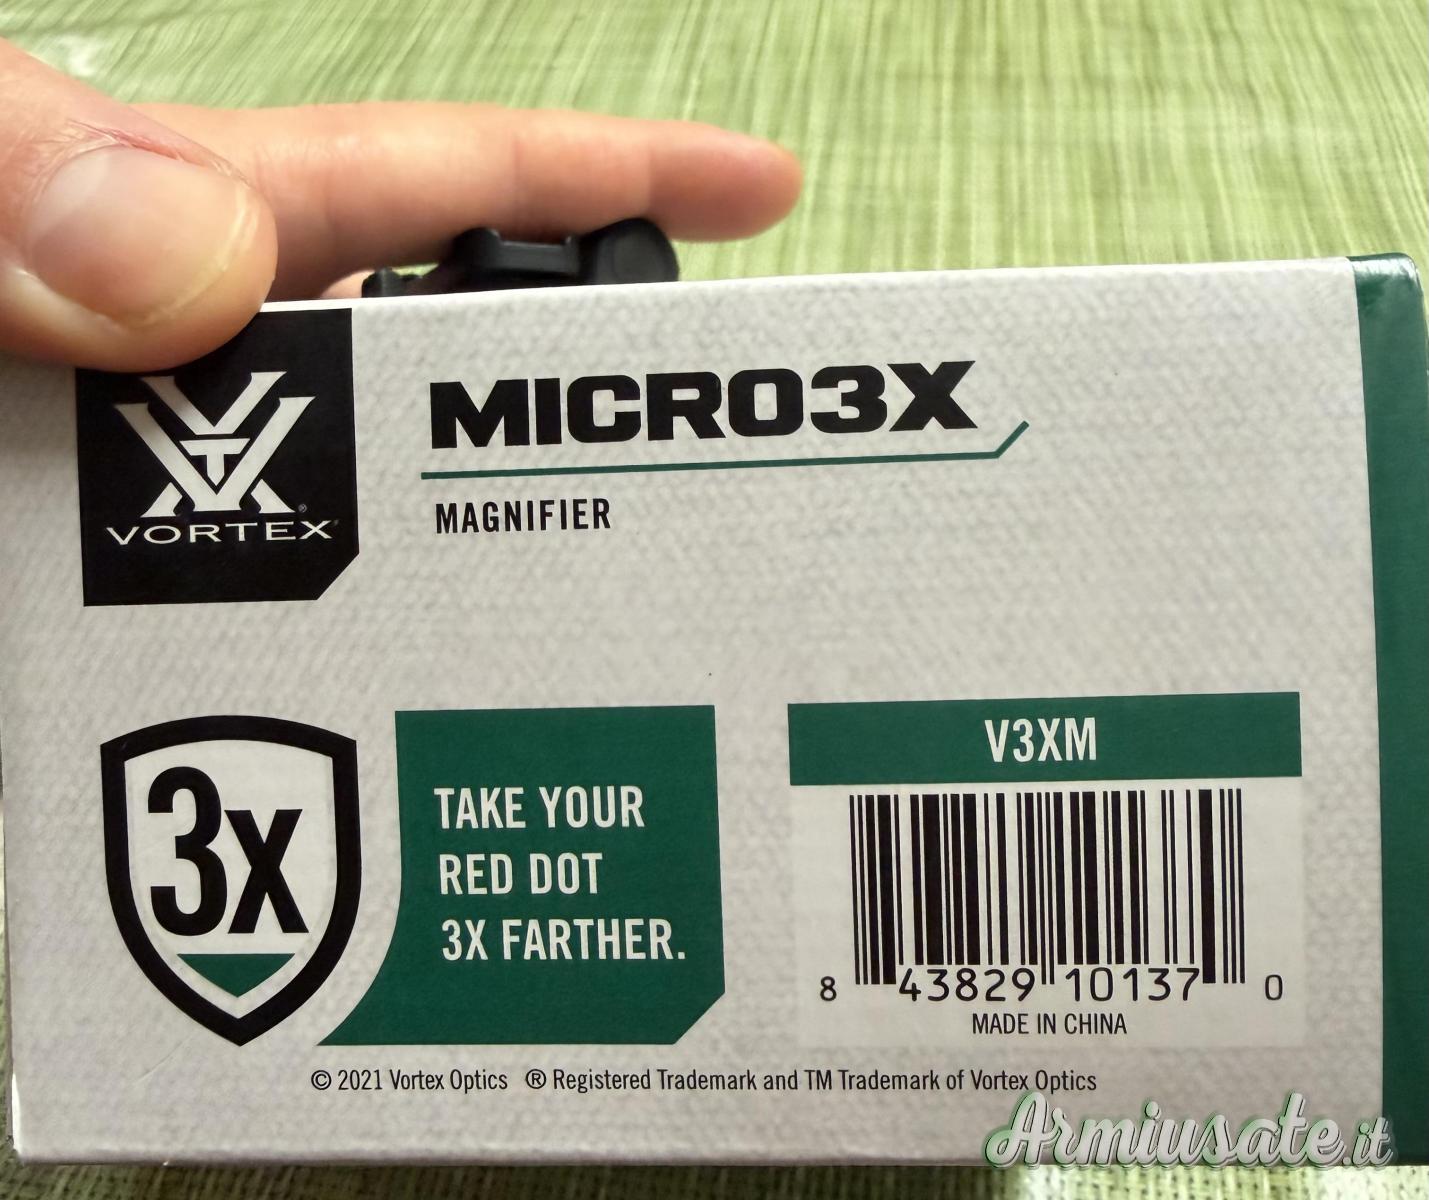 VORTEX®
MICRO3X
MAGNIFIER
3x
TAKE YOUR
RED DOT
3X FARTHER.
V3XM
8 43829 10137 0
MADE IN CHINA
© 2021 Vortex Optics ® Registered Trademark and TM Trademark of Vortex Optics
Armiusate.it